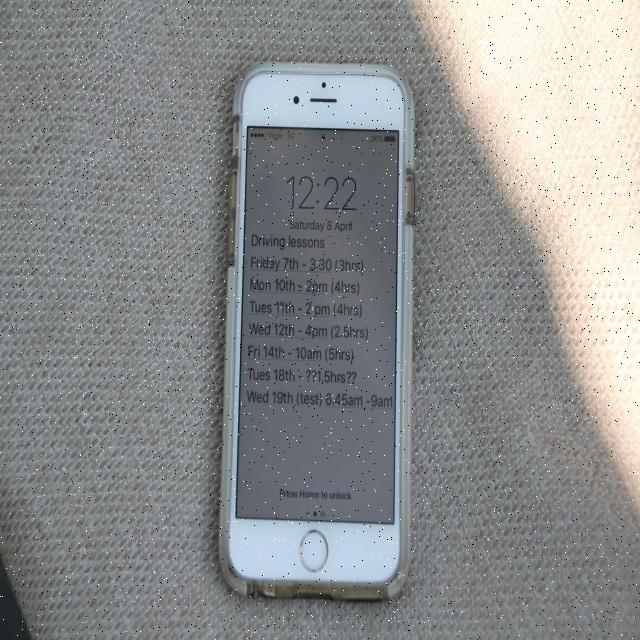 Virgin 3G
12:22
Saturday 8 April
Driving lessons
Friday 7th - 3:30 (3hrs)
Mon 10th - 2pm (4hrs)
Tues 11th - 2pm (4hrs)
Wed 12th - 4pm (2.5hrs)
Fri 14th - 10am (5hrs)
Tues 18th - ??1,5hrs??
Wed 19th (test) 8.45am -9am
Press Home to unlock